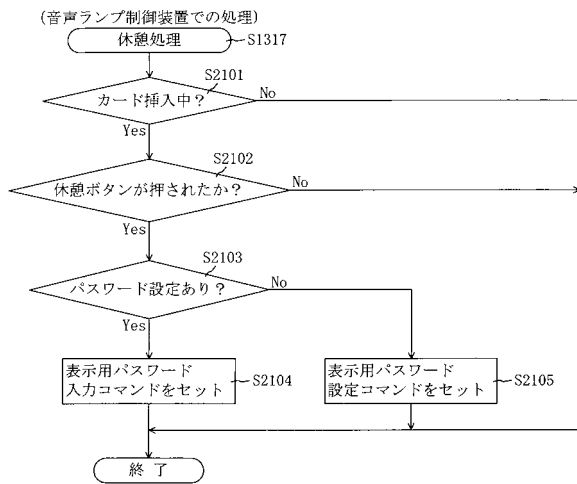 (音声ランプ制御装置での処理)
休憩処理
S1317
S2101
カード挿入中？
No
Yes
S2102
休憩ボタンが押されたか？
No
Yes
S2103
パスワード設定あり？
No
Yes
表示用パスワード
入力コマンドをセット
S2104
表示用パスワード
設定コマンドをセット
S2105
終了